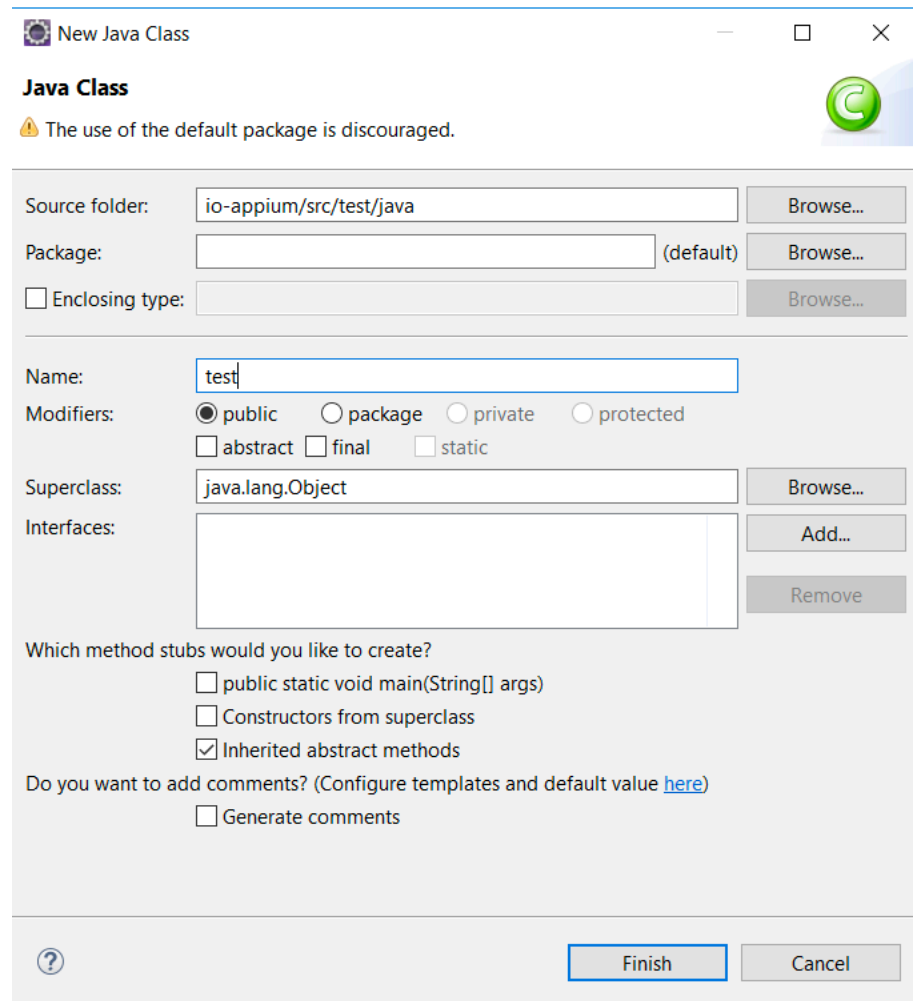 New Java Class
Java Class
The use of the default package is discouraged.
Source folder: io-appium/src/test/java Browse...
Package: (default) Browse...
Enclosing type: Browse...
Name: test
Modifiers: public package private protected
abstract final static
Superclass: java.lang.Object Browse...
Interfaces: Add...
Remove
Which method stubs would you like to create?
public static void main(String[] args)
Constructors from superclass
Inherited abstract methods
Do you want to add comments? (Configure templates and default value here)
Generate comments
? Finish Cancel